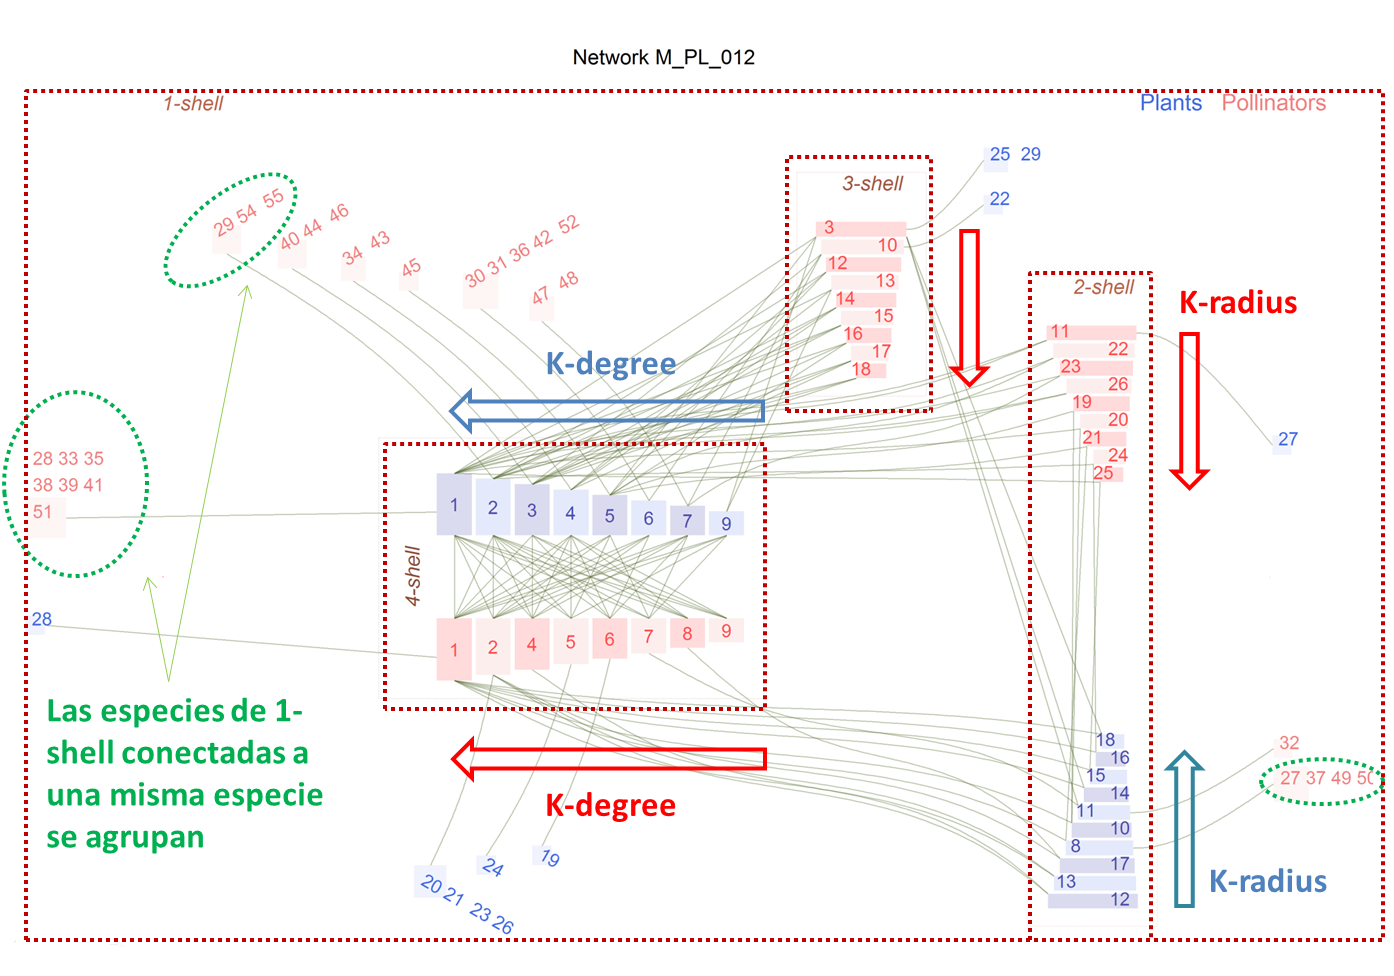 Network M_PL_012
1-shell
Plants Pollinators
25 29
22
3-shell
3
10
12
13
14
15
16
17
18
29 54 55
40 44 46
34 43
45
30 31 36 42 52
47 48
2-shell
11
22
23
26
19
20
21
24
25
K-radius
27
K-degree
28 33 35
38 39 41
51
4-shell
1 2 3 4 5 6 7 9
1 2 4 5 6 7 8 9
28
Las especies de 1-
shell conectadas a
una misma especie
se agrupan
K-degree
20 21 23 26
24
19
18
16
15
14
11
10
8
17
13
12
32
27 37 49 50
K-radius